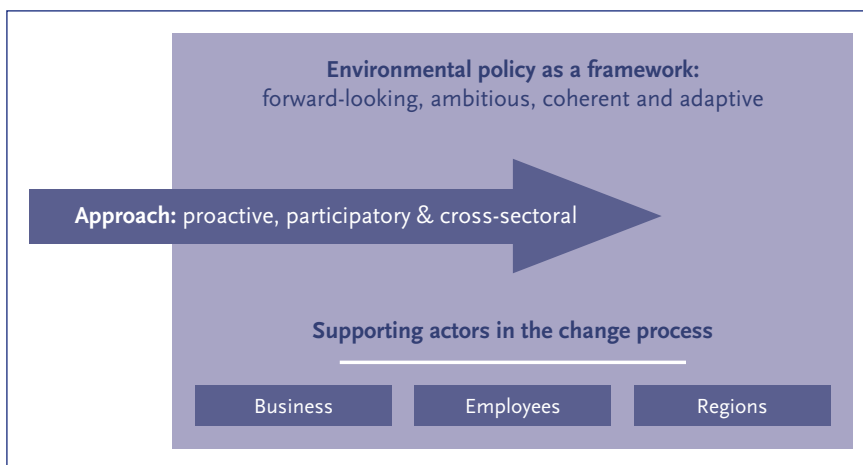 Environmental policy as a framework:
forward-looking, ambitious, coherent and adaptive
Approach: proactive, participatory & cross-sectoral
Supporting actors in the change process
Business
Employees
Regions